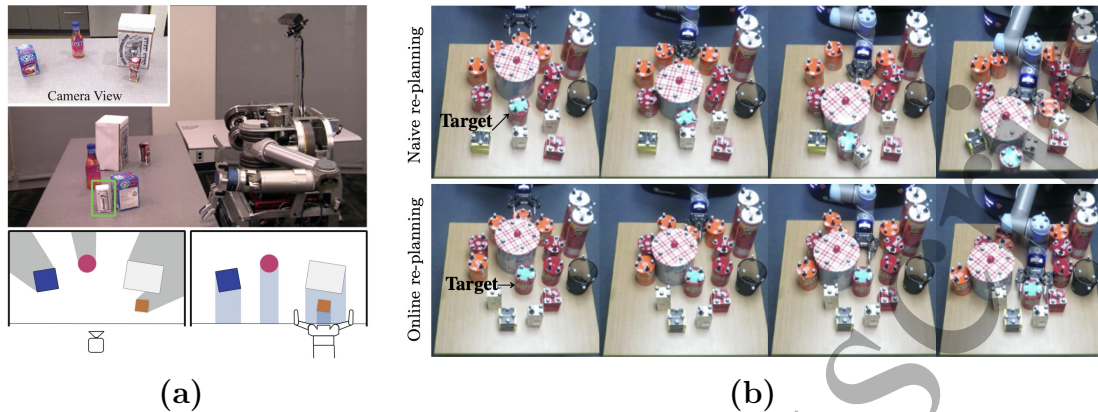 Camera View
Naive re-planning
Target
Online re-planning
Target
(a)
(b)